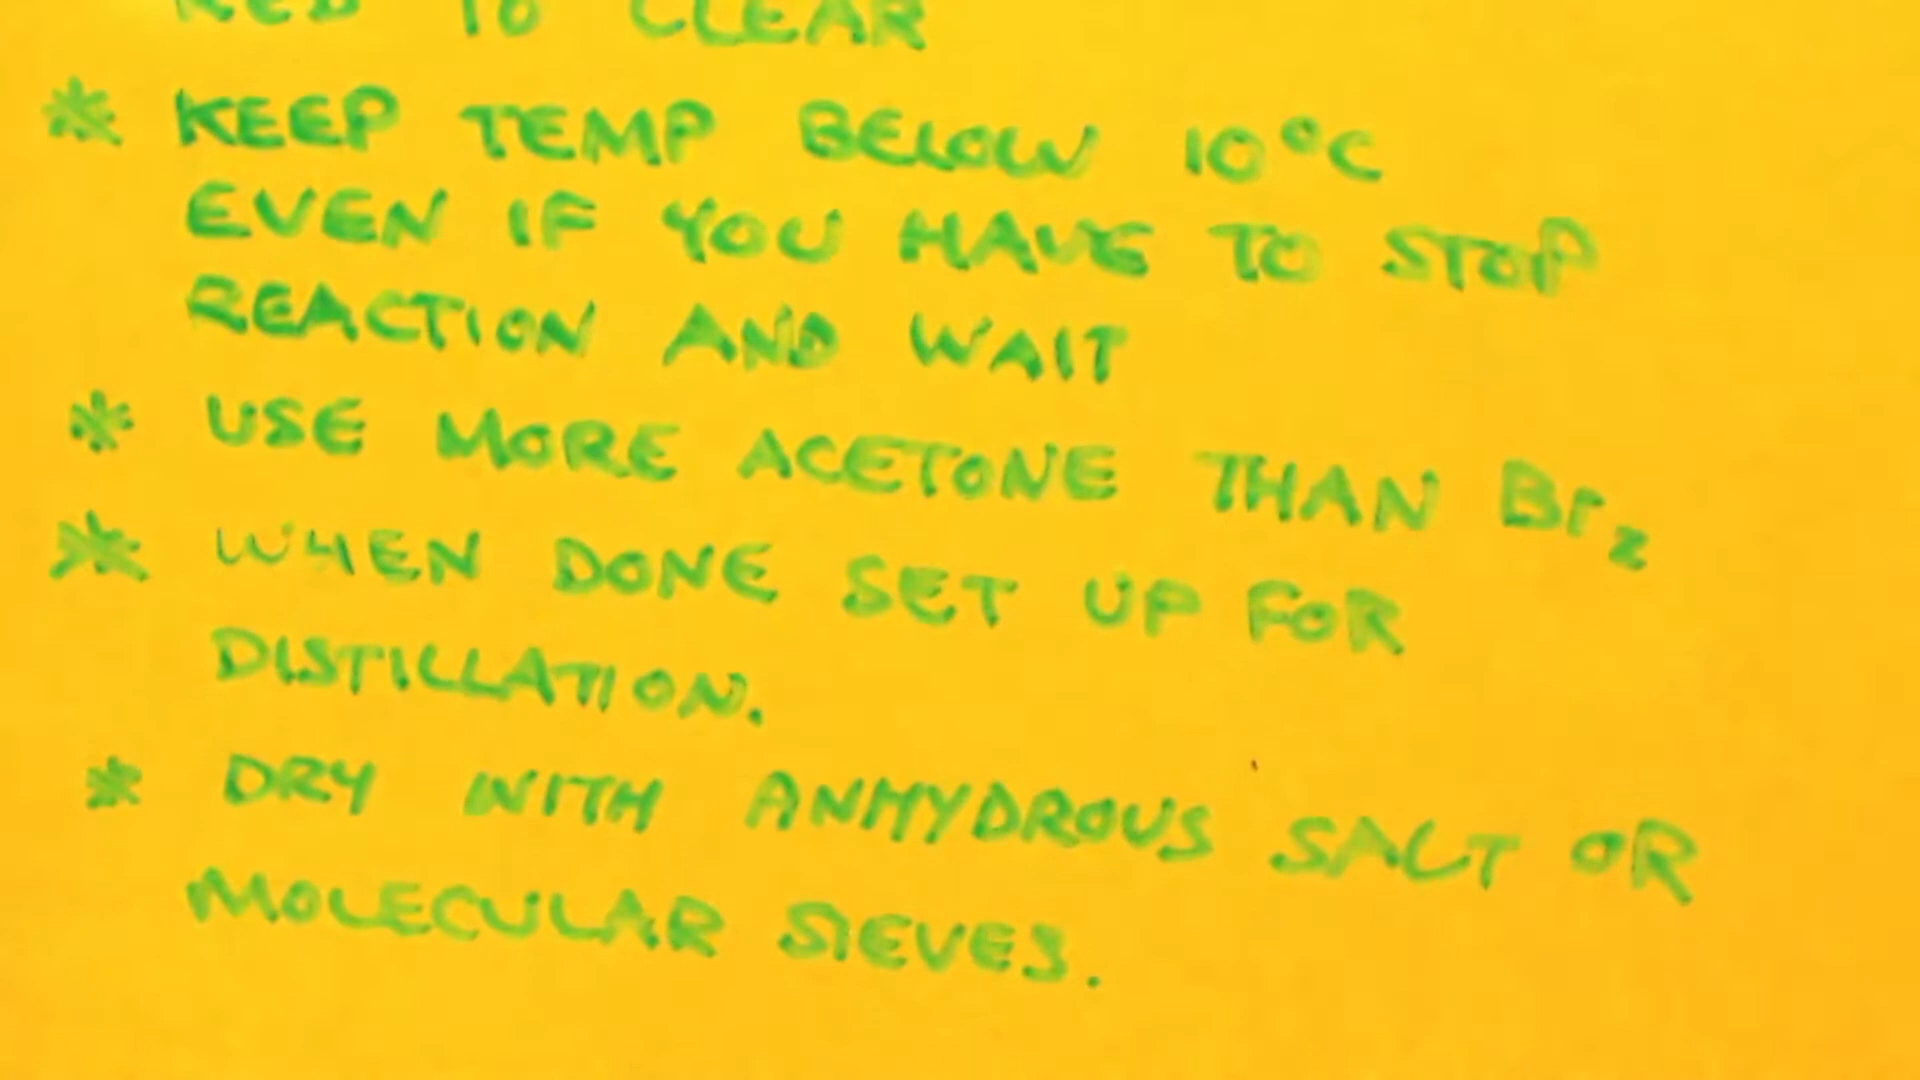 RED TO CLEAR
* KEEP TEMP BELOW 10°C
EVEN IF YOU HAVE TO STOP
REACTION AND WAIT
* USE MORE ACETONE THAN Br₂
* WHEN DONE SET UP FOR
DISTILLATION.
* DRY WITH ANHYDROUS SALT OR
MOLECULAR SIEVES.